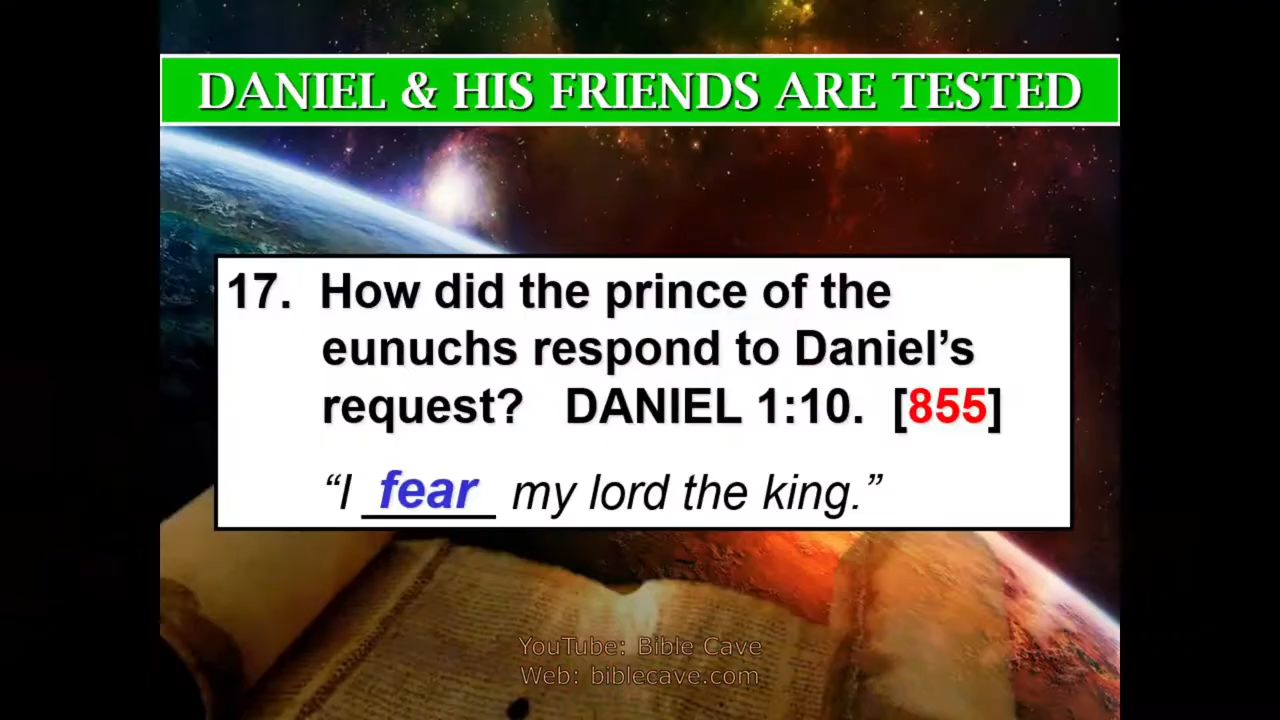 DANIEL & HIS FRIENDS ARE TESTED
17. How did the prince of the
eunuchs respond to Daniel’s
request? DANIEL 1:10. [855]
“I fear my lord the king.”
YouTube: Bible Cave
Web: biblecave.com